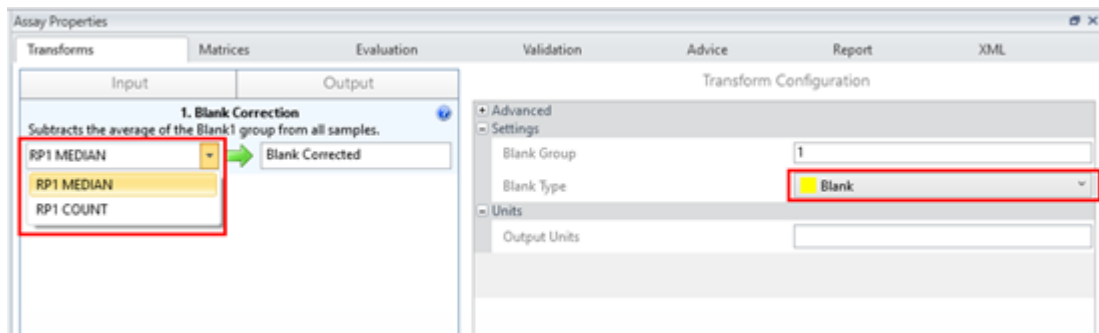 Assay Properties
Transforms Matrices Evaluation Validation Advice Report XML
Input Output Transform Configuration
1. Blank Correction
Subtracts the average of the Blank1 group from all samples.
RP1 MEDIAN Blank Corrected
RP1 MEDIAN
RP1 COUNT
Advanced
Settings
Blank Group 1
Blank Type Blank
Units
Output Units